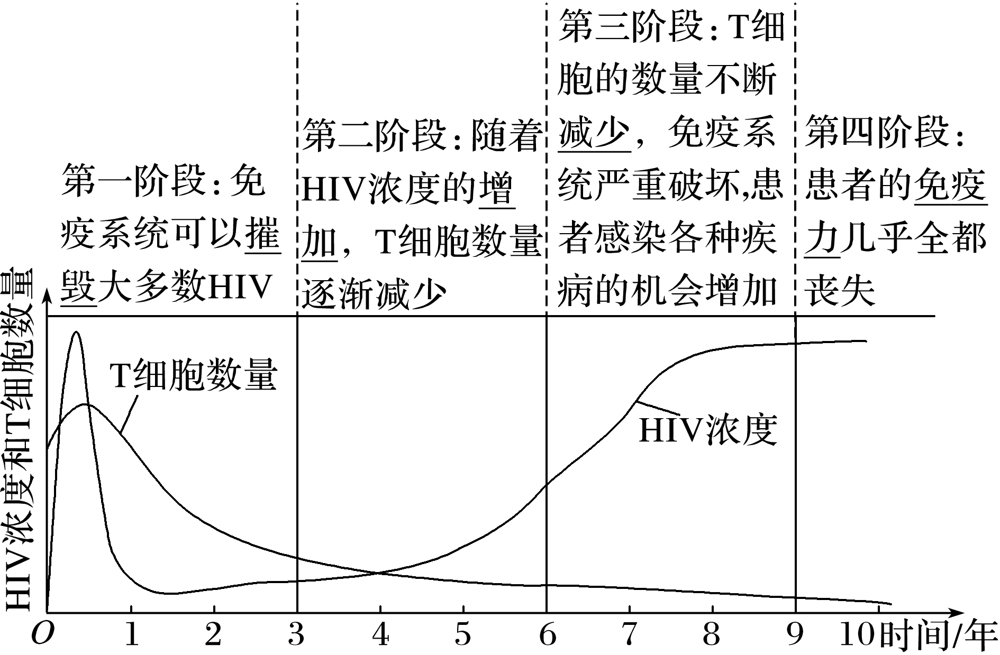 第一阶段：免
疫系统可以摧
毁大多数HIV
第二阶段：随着
HIV浓度的增
加，T细胞数量
逐渐减少
第三阶段：T细
胞的数量不断
减少，免疫系
统严重破坏,患
者感染各种疾
病的机会增加
第四阶段：
患者的免疫
力几乎全都
丧失
HIV浓度和T细胞数量
T细胞数量
HIV浓度
O 1 2 3 4 5 6 7 8 9 10 时间/年